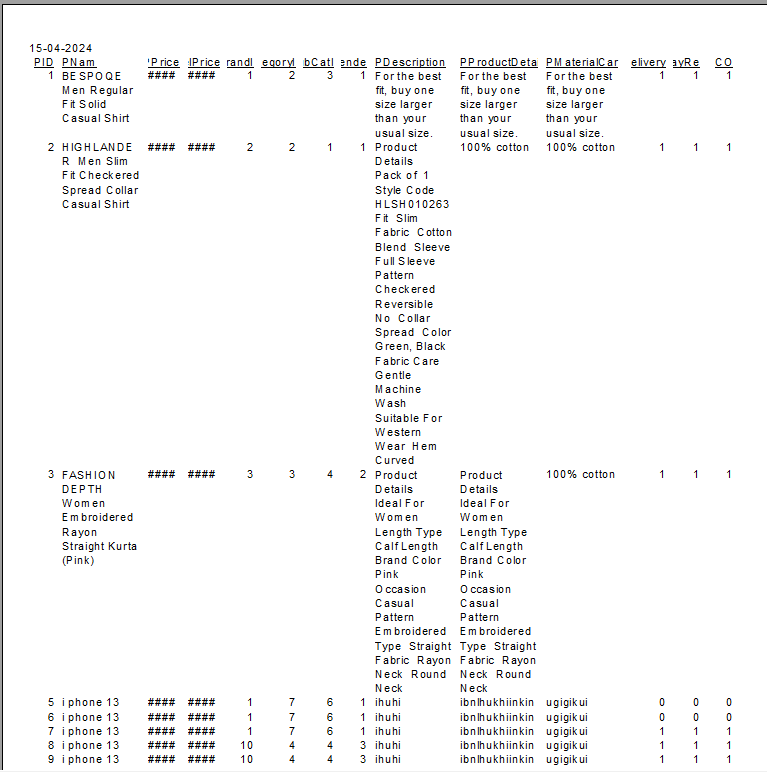 15-04-2024
PID PNam Price lPrice randI egoryI bCatI ende PDescription PProductDeta PMaterialCar elivery ayRe CO
1 BESPOQE #### #### 1 2 3 1 For the best For the best For the best 1 1 1
Men Regular fit, buy one fit, buy one fit, buy one
Fit Solid size larger size larger size larger
Casual Shirt than your than your than your
usual size. usual size. usual size.
2 HIGHLANDE #### #### 2 2 1 1 Product 100% cotton 100% cotton 1 1 1
R Men Slim Details
Fit Checkered Pack of 1
Spread Collar Style Code
Casual Shirt HLSH010263
Fit Slim
Fabric Cotton
Blend Sleeve
Full Sleeve
Pattern
Checkered
Reversible
No Collar
Spread Color
Green, Black
Fabric Care
Gentle
Machine
Wash
Suitable For
Western
Wear Hem
Curved
3 FASHION #### #### 3 3 4 2 Product Product 100% cotton 1 1 1
DEPTH Details Details
Women Ideal For Ideal For
Embroidered Women Women
Rayon Length Type Length Type
Straight Kurta Calf Length Calf Length
(Pink) Brand Color Brand Color
Pink Pink
Occasion Occasion
Casual Casual
Pattern Pattern
Embroidered Embroidered
Type Straight Type Straight
Fabric Rayon Fabric Rayon
Neck Round Neck Round
Neck Neck
5 i phone 13 #### #### 1 7 6 1 ihuhi ibnlhukhiinkin ugigikui 0 0 0
6 i phone 13 #### #### 1 7 6 1 ihuhi ibnlhukhiinkin ugigikui 0 0 0
7 i phone 13 #### #### 1 7 6 1 ihuhi ibnlhukhiinkin ugigikui 1 1 1
8 i phone 13 #### #### 10 4 4 3 ihuhi ibnlhukhiinkin ugigikui 1 1 1
9 i phone 13 #### #### 10 4 4 3 ihuhi ibnlhukhiinkin ugigikui 1 1 1